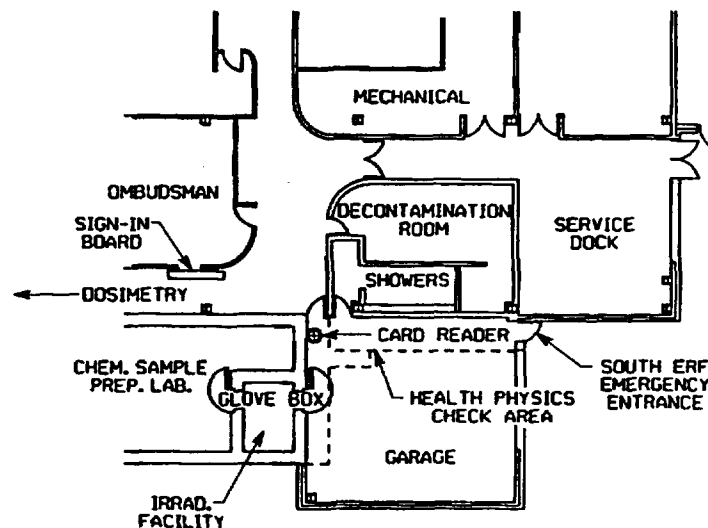 MECHANICAL
OMBUDSMAN
DECONTAMINATION
ROOM
SIGN-IN
BOARD
SERVICE
DOCK
SHOWERS
DOSIMETRY
CARD READER
CHEM. SAMPLE
PREP. LAB.
GLOVE BOX
HEALTH PHYSICS
CHECK AREA
SOUTH ERF
EMERGENCY
ENTRANCE
GARAGE
IRRAD.
FACILITY